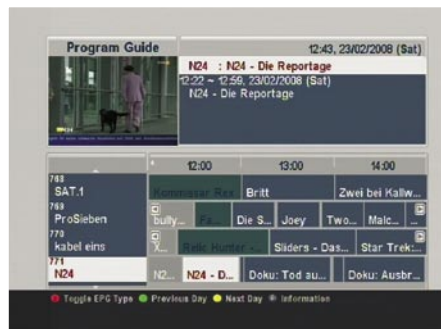 Program Guide
12:43, 23/02/2008 (Sat)
N24 : N24 - Die Reportage
12:22 ~ 12:59, 23/02/2008 (Sat)
N24 - Die Reportage
12:00 13:00 14:00
768
SAT.1 Kommissar Rex Britt Zwei bei Kallw...
769
ProSieben bully... Fa... Die S... Joey Two... Malc... ...
770
kabel eins X... Relic Hunter -... Sliders - Das... Star Trek:...
771
N24 N2... N24 - D... Doku: Tod au... Doku: Ausbr...
Toggle EPG Type Previous Day Next Day Information